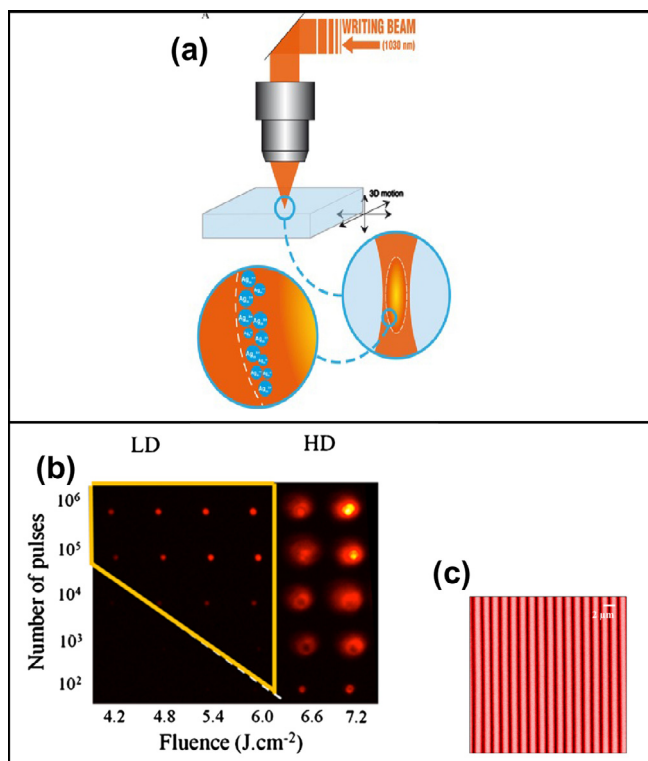 A
WRITING BEAM
(a)
(1030 nm)
3D motion
LD HD
(b)
Number of pulses
10⁶
10⁵
10⁴
10³
10²
4.2 4.8 5.4 6.0 6.6 7.2
Fluence (J.cm⁻²)
(c)
2 µm